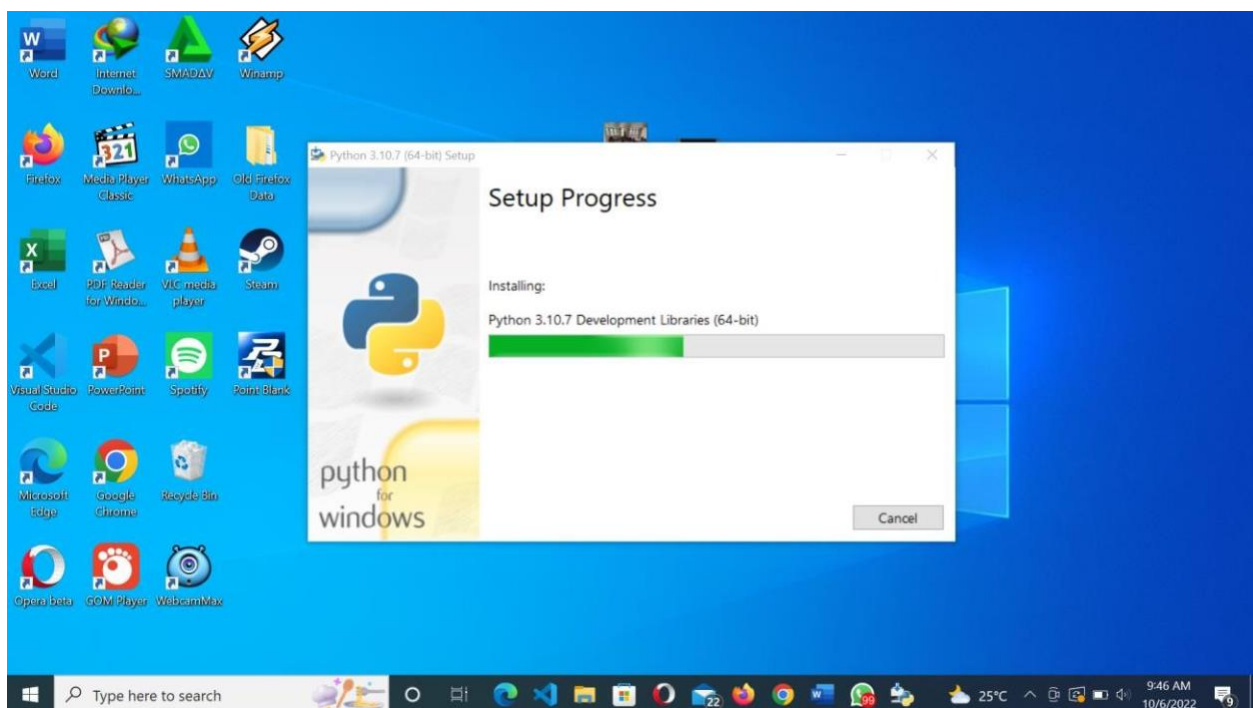 Word
Internet
Downlo...
SMADAV
Winamp
Firefox
321
Media Player
Classic
WhatsApp
Old Firefox
Data
Excel
PDF Reader
for Windo...
VLC media
player
Steam
Visual Studio
Code
PowerPoint
Spotify
Point Blank
Microsoft
Edge
Google
Chrome
Recycle Bin
Opera beta
GOM Player
WebcamMax
Python 3.10.7 (64-bit) Setup
Setup Progress
Installing:
Python 3.10.7 Development Libraries (64-bit)
python
for
windows
Cancel
Type here to search
22
99
25°C
9:46 AM
10/6/2022
9